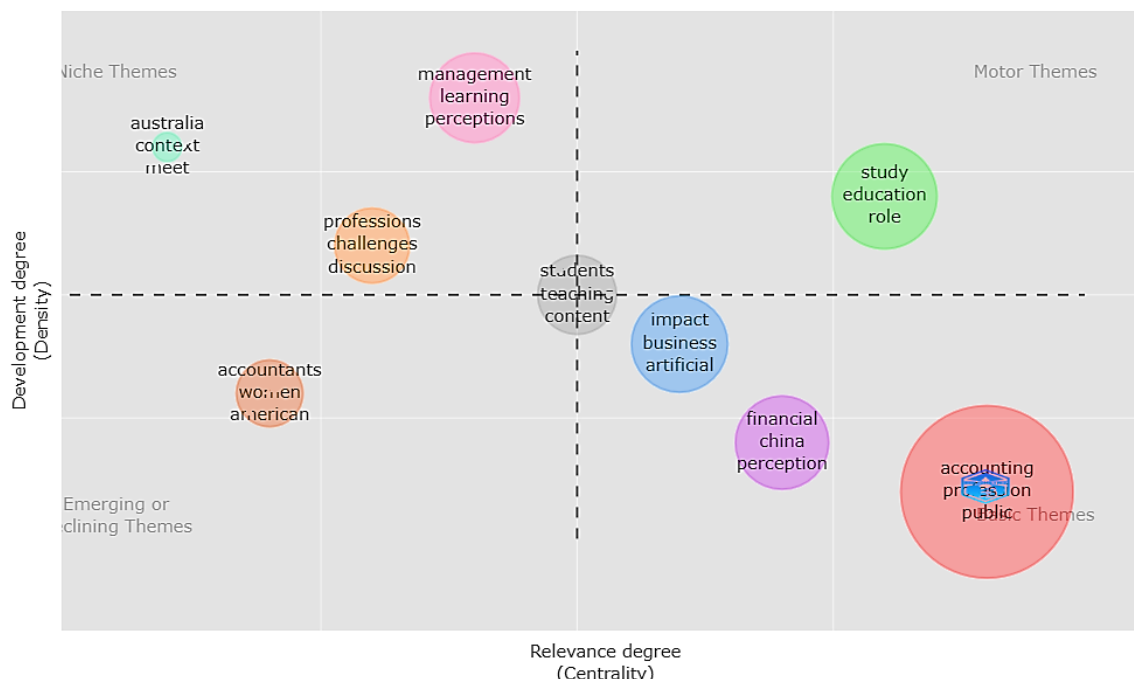 Niche Themes
Motor Themes
management
learning
perceptions
australia
context
meet
study
education
role
professions
challenges
discussion
students
teaching
content
impact
business
artificial
accountants
women
american
financial
china
perception
accounting
profession
public
Basic Themes
Emerging or
clining Themes
Development degree
(Density)
Relevance degree
(Centrality)